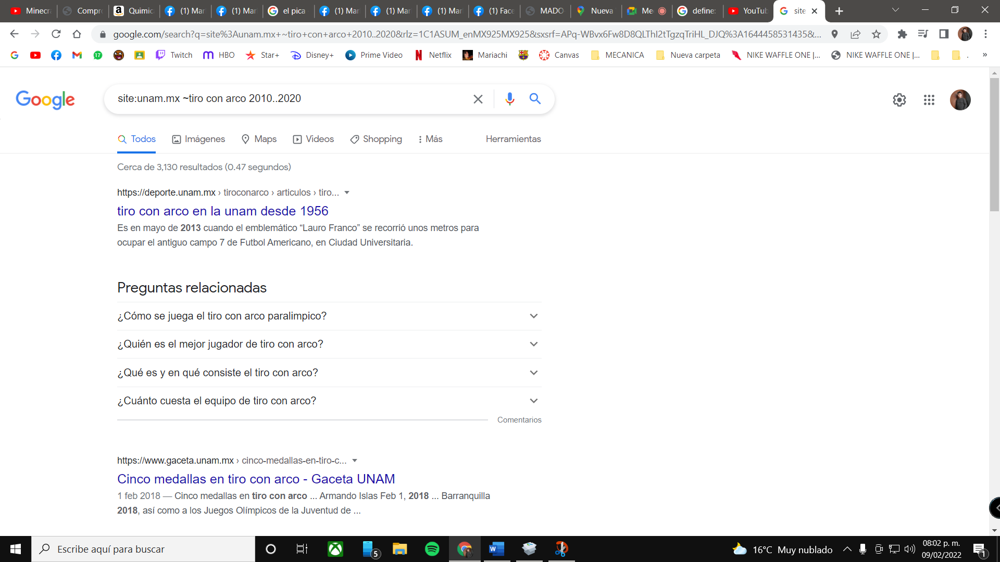 Minecra
Compro
Quimic
(1) Mar
(1) Mar
el pica
(1) Mar
(1) Mar
(1) Mar
(1) Face
MADO-
Nueva
Me
define:
YouTub
site
google.com/search?q=site%3Aunam.mx+~tiro+con+arco+2010..2020&rlz=1C1ASUM_enMX925MX925&sxsrf=APq-WBvx6Fw8D8QLThI2tTgzqTriHL_DJQ%3A1644458531435&...
17
Twitch
HBO
Star+
Disney+
Prime Video
Netflix
Mariachi
Canvas
MECANICA
Nueva carpeta
NIKE WAFFLE ONE |...
NIKE WAFFLE ONE |...
.
»
Google
site:unam.mx ~tiro con arco 2010..2020
Todos
Imágenes
Maps
Videos
Shopping
Más
Herramientas
Cerca de 3,130 resultados (0.47 segundos)
https://deporte.unam.mx › tiroconarco › articulos › tiro...
tiro con arco en la unam desde 1956
Es en mayo de 2013 cuando el emblemático “Lauro Franco” se recorrió unos metros para
ocupar el antiguo campo 7 de Futbol Americano, en Ciudad Universitaria.
Preguntas relacionadas
¿Cómo se juega el tiro con arco paralimpico?
¿Quién es el mejor jugador de tiro con arco?
¿Qué es y en qué consiste el tiro con arco?
¿Cuánto cuesta el equipo de tiro con arco?
Comentarios
https://www.gaceta.unam.mx › cinco-medallas-en-tiro-c...
Cinco medallas en tiro con arco - Gaceta UNAM
1 feb 2018 — Cinco medallas en tiro con arco ... Armando Islas Feb 1, 2018 ... Barranquilla
2018, así como a los Juegos Olímpicos de la Juventud de ...
Escribe aquí para buscar
5
W
16°C Muy nublado
08:02 p. m.
09/02/2022
1